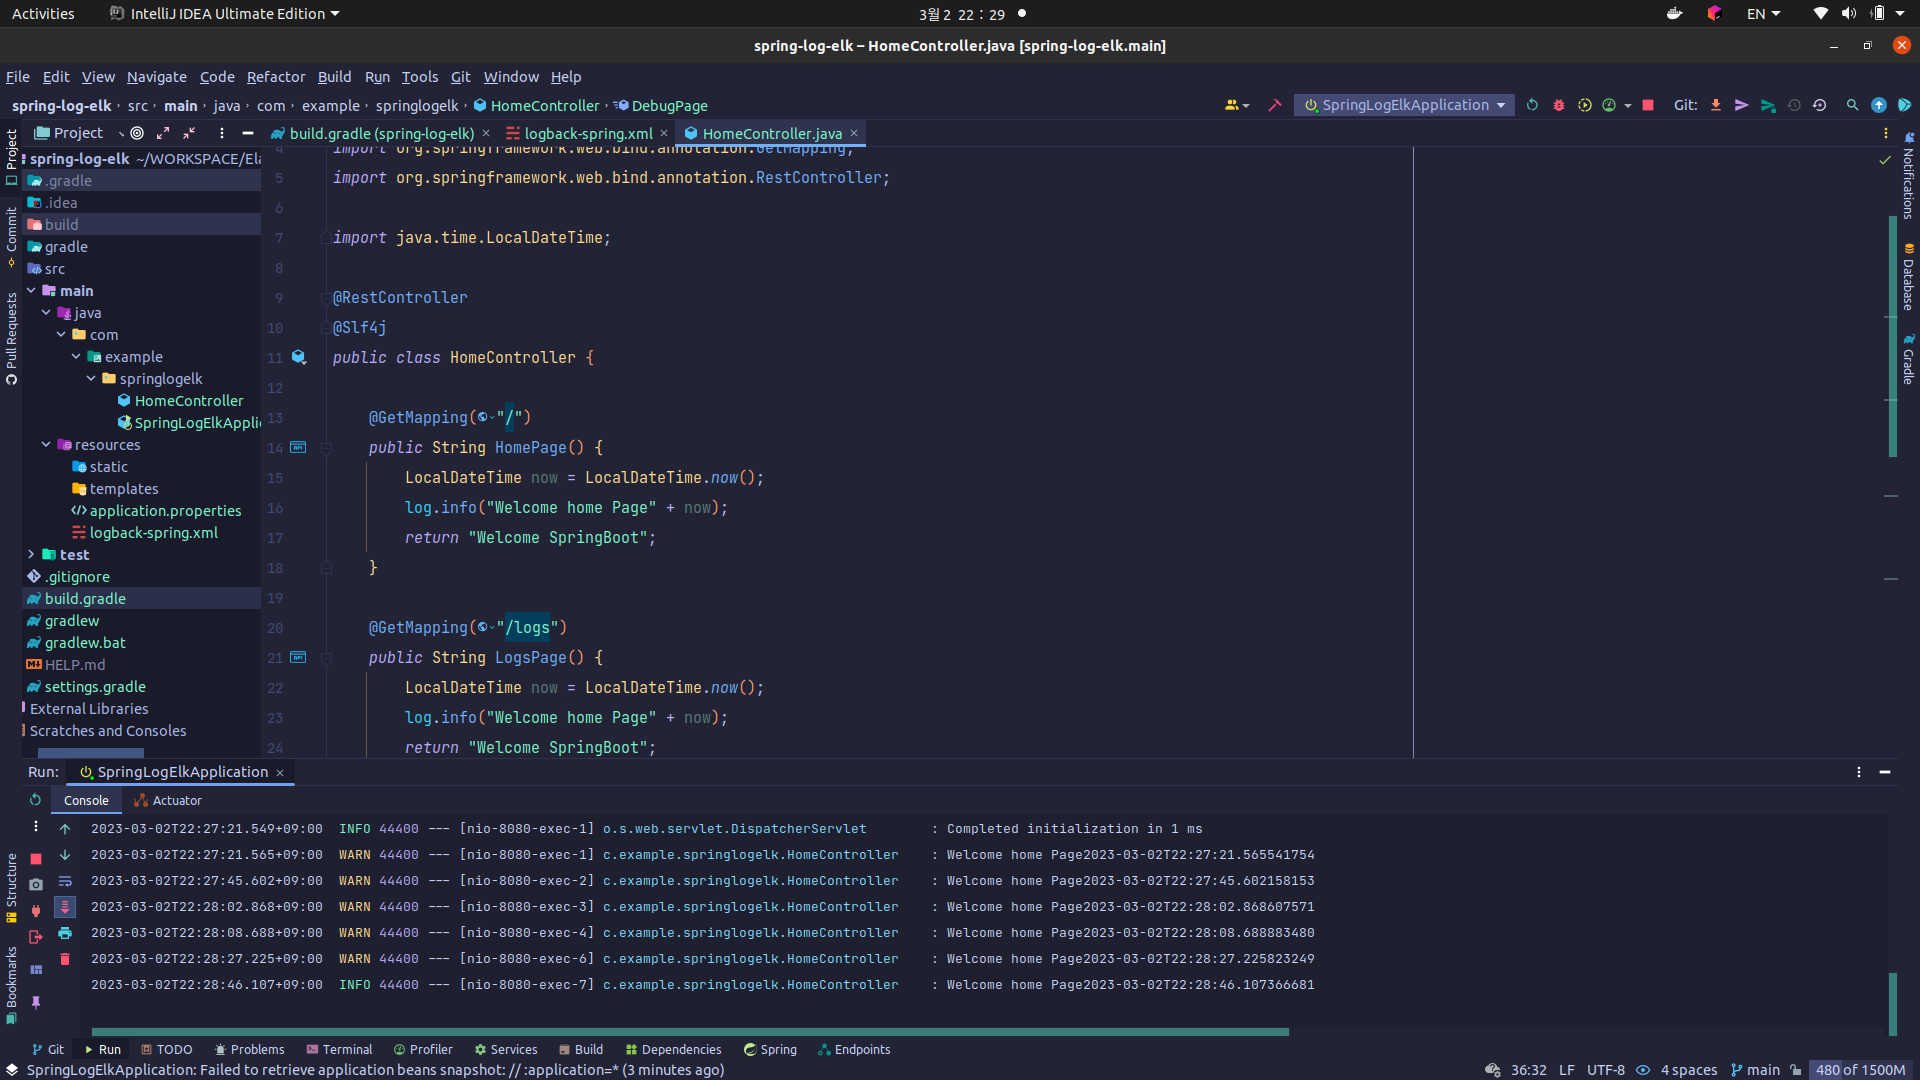 Activities IntelliJ IDEA Ultimate Edition 3월 2 22 : 29 EN
spring-log-elk – HomeController.java [spring-log-elk.main]
File Edit View Navigate Code Refactor Build Run Tools Git Window Help
spring-log-elk › src › main › java › com › example › springlogelk › HomeController › DebugPage SpringLogElkApplication Git:
Project build.gradle (spring-log-elk) logback-spring.xml HomeController.java
Project
Commit
Pull Requests
Structure
Bookmarks
Notifications
Database
Gradle
spring-log-elk ~/WORKSPACE/Ela
.gradle
.idea
build
gradle
src
main
java
com
example
springlogelk
HomeController
SpringLogElkApplic
resources
static
templates
application.properties
logback-spring.xml
test
.gitignore
build.gradle
gradlew
gradlew.bat
HELP.md
settings.gradle
External Libraries
Scratches and Consoles
4 import org.springframework.web.bind.annotation.GetMapping;
5 import org.springframework.web.bind.annotation.RestController;
6
7 import java.time.LocalDateTime;
8
9 @RestController
10 @Slf4j
11 public class HomeController {
12
13 @GetMapping("/")
14 public String HomePage() {
15 LocalDateTime now = LocalDateTime.now();
16 log.info("Welcome home Page" + now);
17 return "Welcome SpringBoot";
18 }
19
20 @GetMapping("/logs")
21 public String LogsPage() {
22 LocalDateTime now = LocalDateTime.now();
23 log.info("Welcome home Page" + now);
24 return "Welcome SpringBoot";
Run: SpringLogElkApplication
Console Actuator
2023-03-02T22:27:21.549+09:00 INFO 44400 --- [nio-8080-exec-1] o.s.web.servlet.DispatcherServlet : Completed initialization in 1 ms
2023-03-02T22:27:21.565+09:00 WARN 44400 --- [nio-8080-exec-1] c.example.springlogelk.HomeController : Welcome home Page2023-03-02T22:27:21.565541754
2023-03-02T22:27:45.602+09:00 WARN 44400 --- [nio-8080-exec-2] c.example.springlogelk.HomeController : Welcome home Page2023-03-02T22:27:45.602158153
2023-03-02T22:28:02.868+09:00 WARN 44400 --- [nio-8080-exec-3] c.example.springlogelk.HomeController : Welcome home Page2023-03-02T22:28:02.868607571
2023-03-02T22:28:08.688+09:00 WARN 44400 --- [nio-8080-exec-4] c.example.springlogelk.HomeController : Welcome home Page2023-03-02T22:28:08.688883480
2023-03-02T22:28:27.225+09:00 WARN 44400 --- [nio-8080-exec-6] c.example.springlogelk.HomeController : Welcome home Page2023-03-02T22:28:27.225823249
2023-03-02T22:28:46.107+09:00 INFO 44400 --- [nio-8080-exec-7] c.example.springlogelk.HomeController : Welcome home Page2023-03-02T22:28:46.107366681
Git Run TODO Problems Terminal Profiler Services Build Dependencies Spring Endpoints
SpringLogElkApplication: Failed to retrieve application beans snapshot: // :application=* (3 minutes ago) 36:32 LF UTF-8 4 spaces main 480 of 1500M